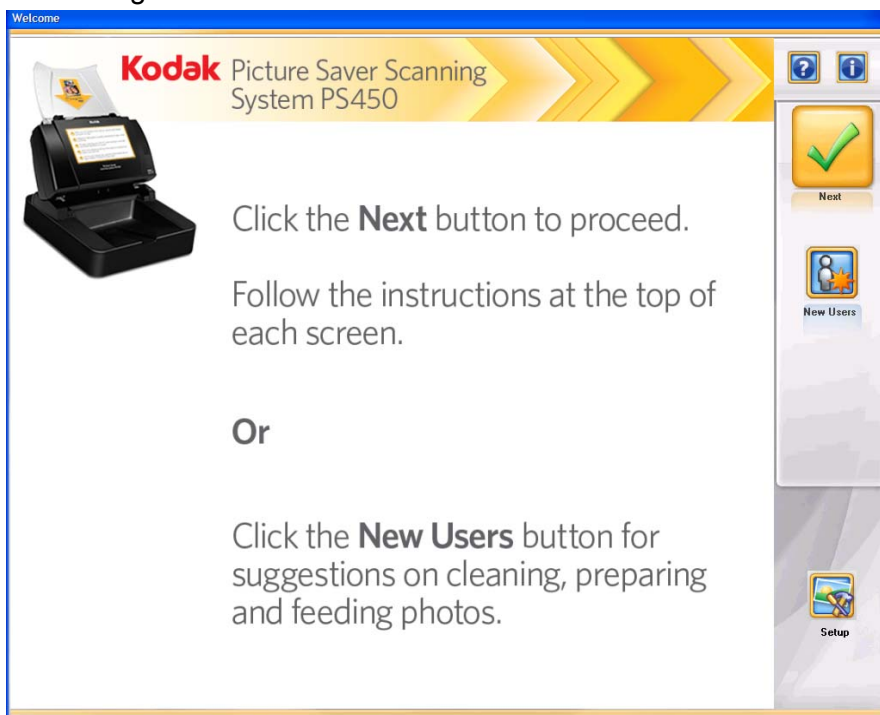 Welcome
Kodak Picture Saver Scanning
System PS450
Click the Next button to proceed.
Follow the instructions at the top of
each screen.
Or
Click the New Users button for
suggestions on cleaning, preparing
and feeding photos.
?
i
Next
New Users
Setup